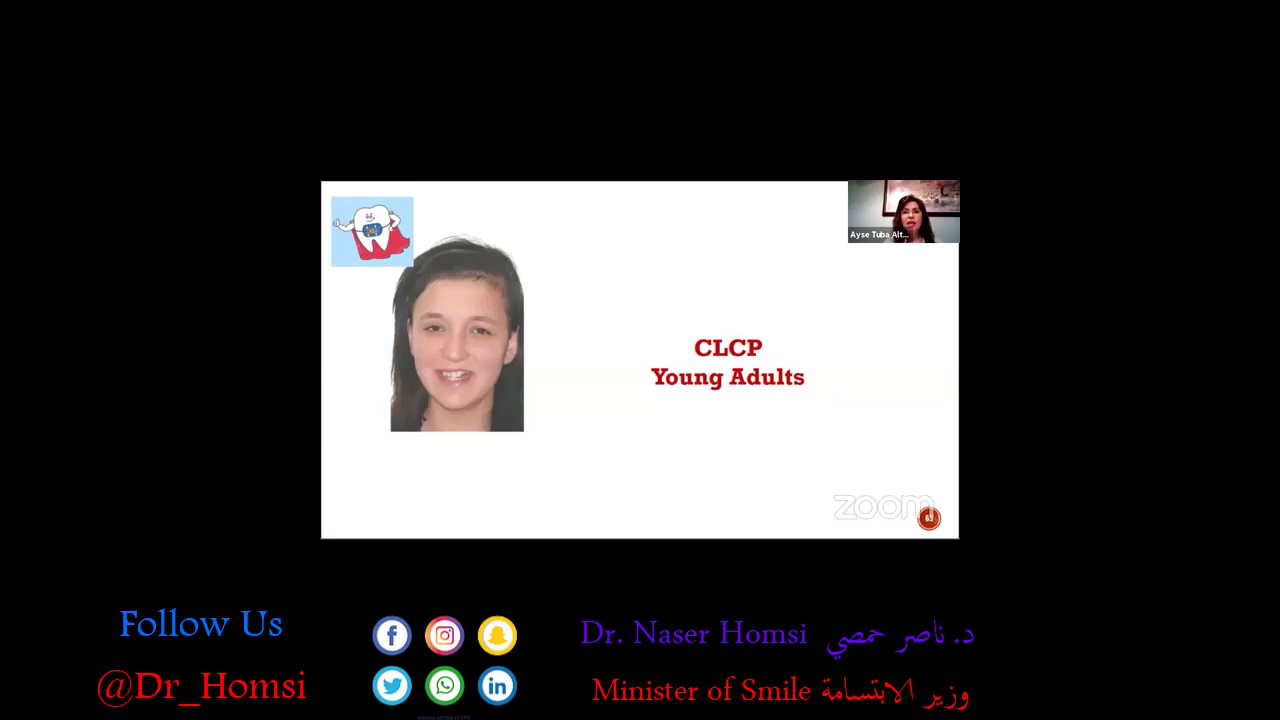 Ayse Tuba Alt...
CLCP
Young Adults
zoom
65
Follow Us
@Dr_Homsi
Dr. Naser Homsi د. ناصر حمصي
Minister of Smile وزير الابتسامة